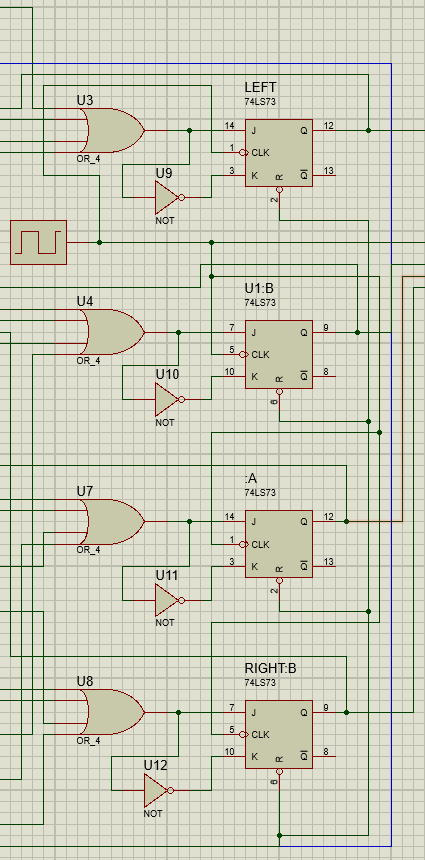 LEFT
74LS73
U3
OR_4
14 J Q 12
1 CLK
3 K Q 13
R
2
U9
NOT
U1:B
74LS73
U4
OR_4
7 J Q 9
5 CLK
10 K Q 8
R
6
U10
NOT
:A
74LS73
U7
OR_4
14 J Q 12
1 CLK
3 K Q 13
R
2
U11
NOT
RIGHT:B
74LS73
U8
OR_4
7 J Q 9
5 CLK
10 K Q 8
R
6
U12
NOT